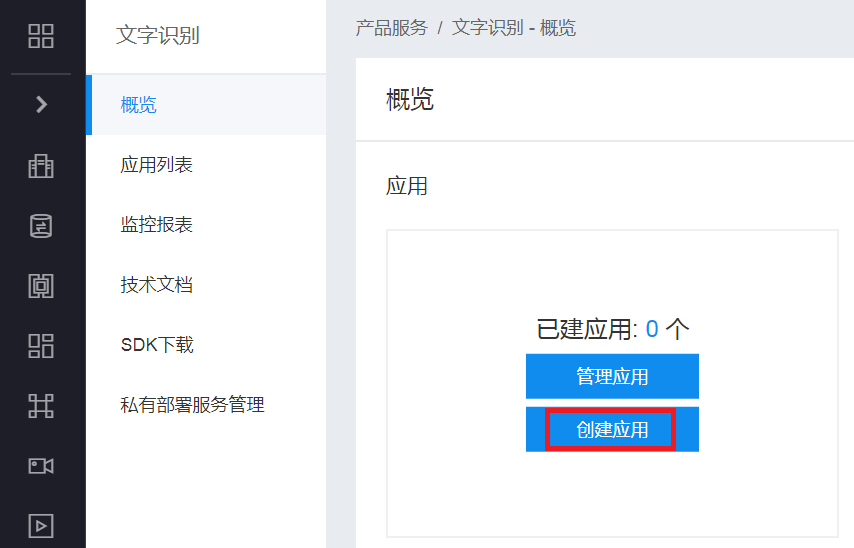 文字识别
概览
应用列表
监控报表
技术文档
SDK下载
私有部署服务管理
产品服务 / 文字识别 - 概览
概览
应用
已建应用: 0 个
管理应用
创建应用